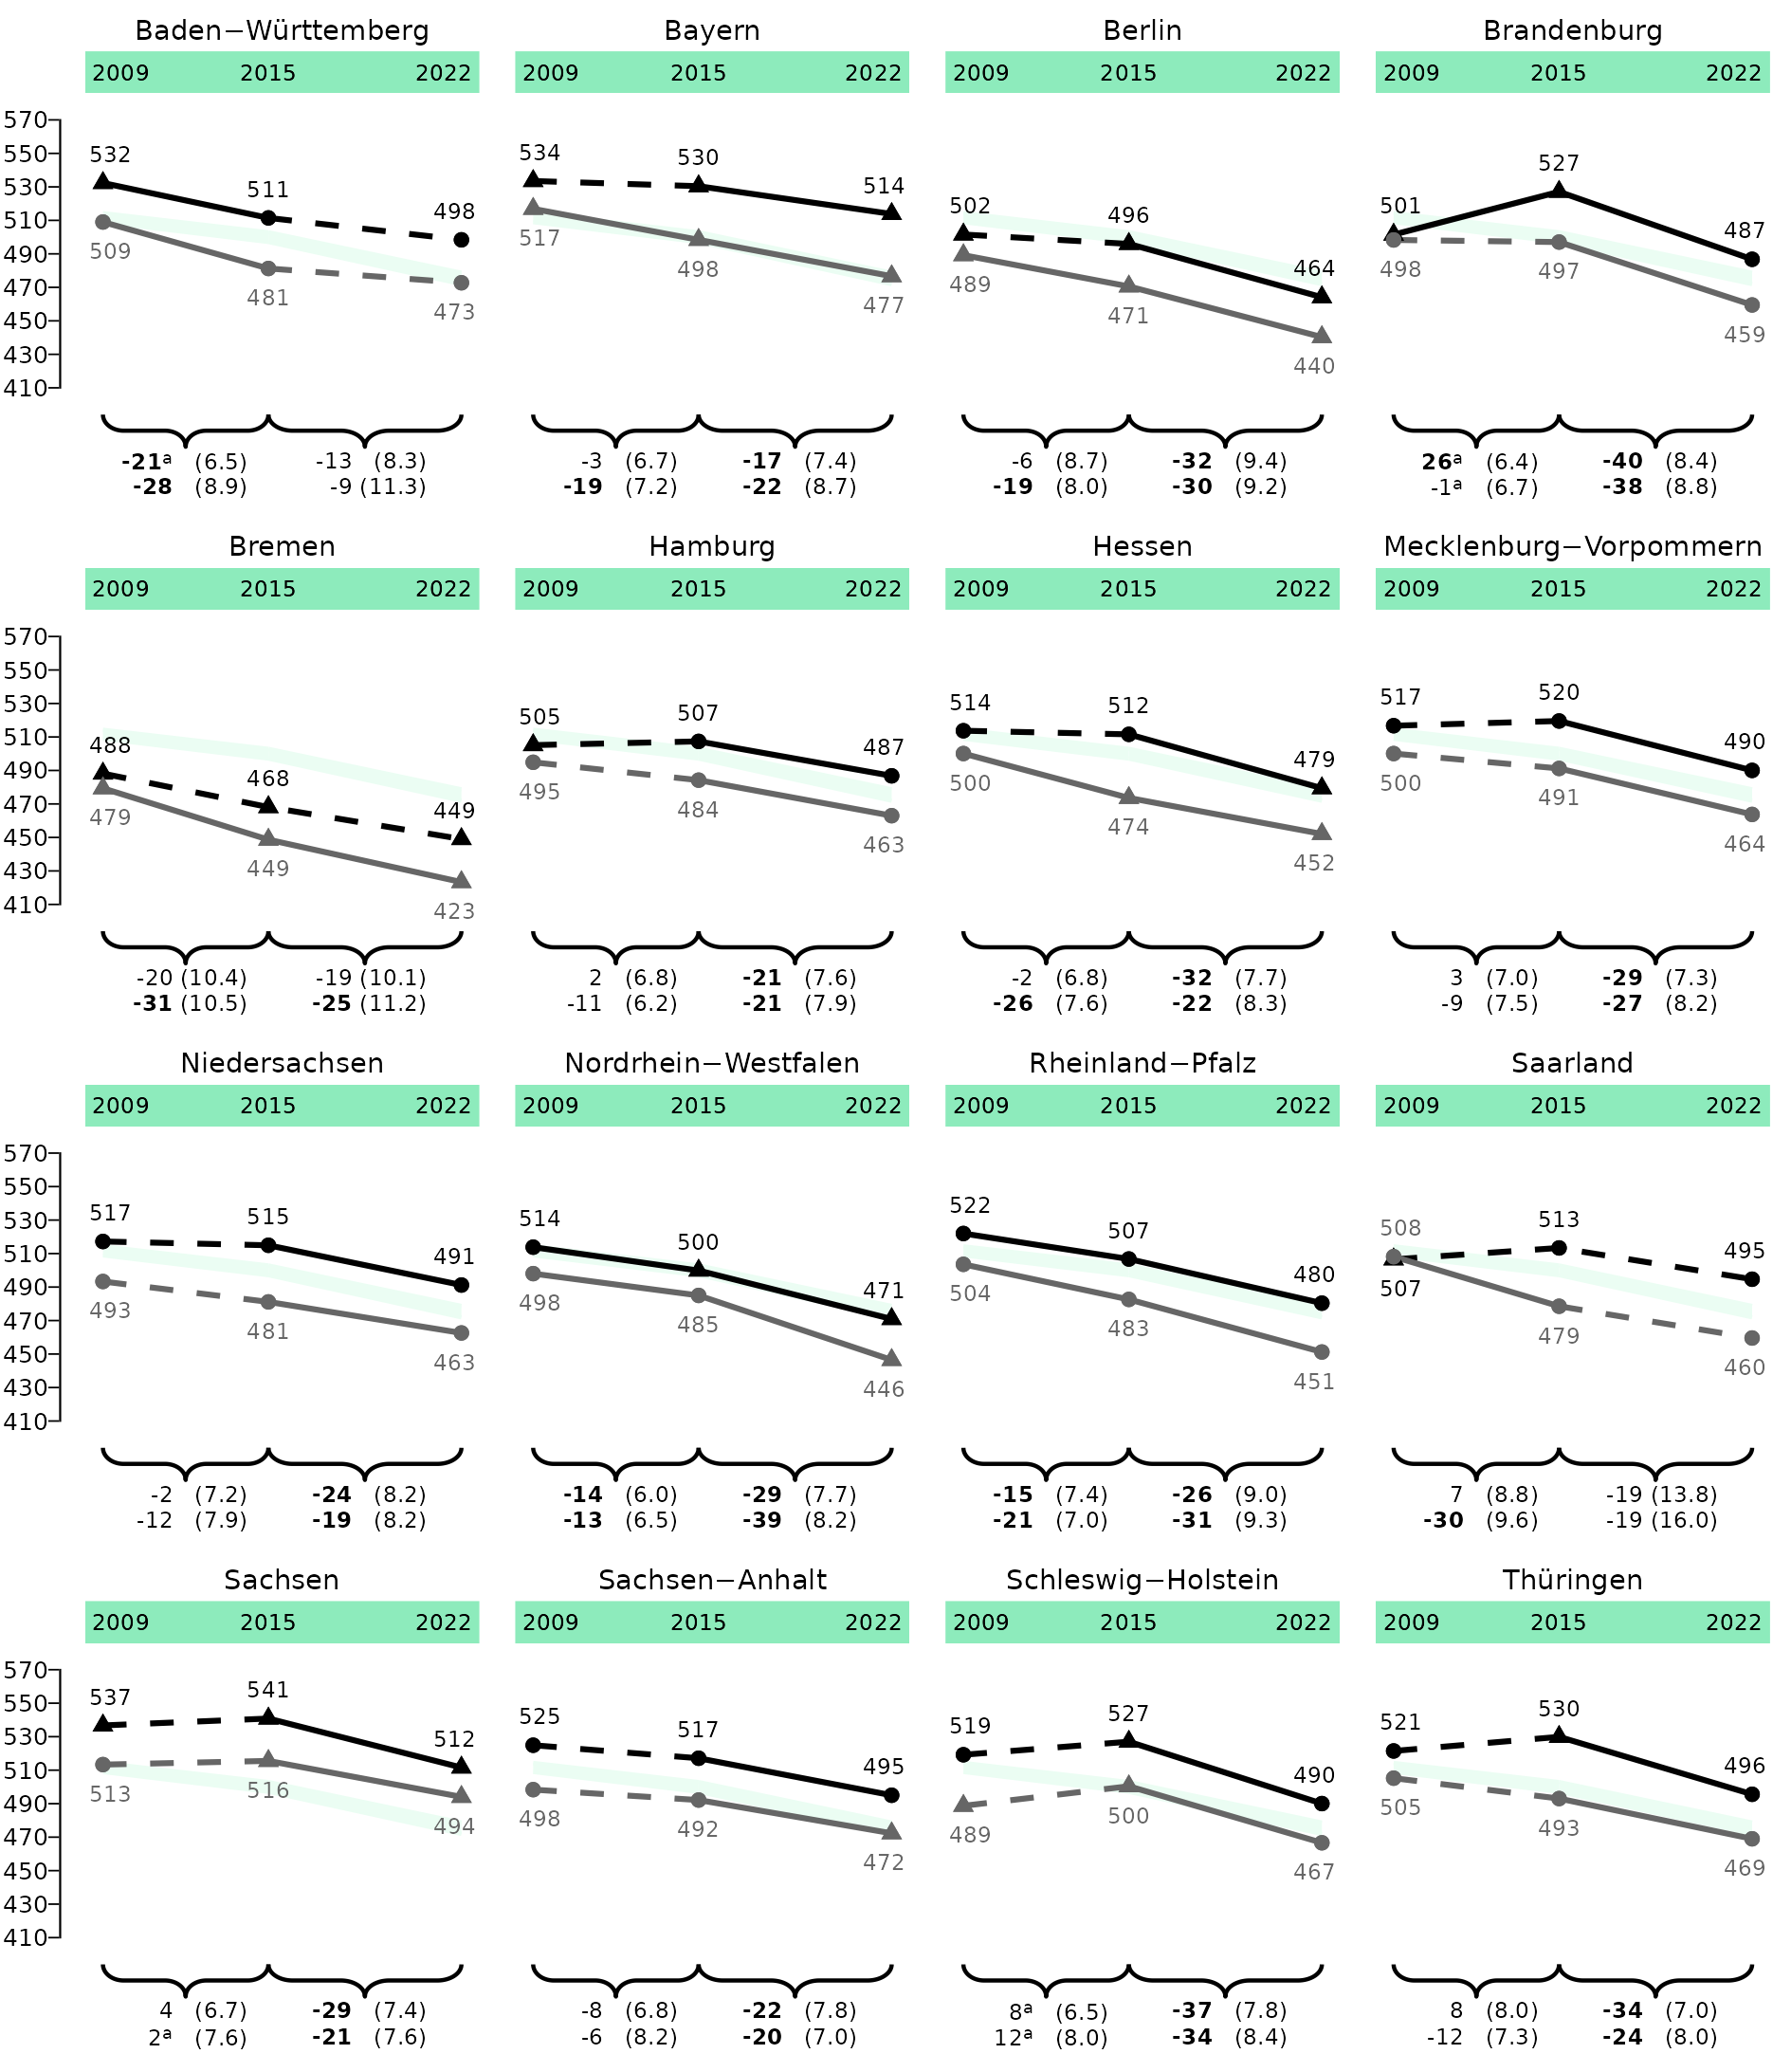 Baden−Württemberg Bayern Berlin Brandenburg
2009 2015 2022 2009 2015 2022 2009 2015 2022 2009 2015 2022
570
550
530
510
490
470
450
430
410
532 511 498
509 481 473
534 530 514
517 498 477
502 496 464
489 471 440
501 527 487
498 497 459
-21ª (6.5) -13 (8.3) -3 (6.7) -17 (7.4) -6 (8.7) -32 (9.4) 26ª (6.4) -40 (8.4)
-28 (8.9) -9 (11.3) -19 (7.2) -22 (8.7) -19 (8.0) -30 (9.2) -1ª (6.7) -38 (8.8)
Bremen Hamburg Hessen Mecklenburg−Vorpommern
2009 2015 2022 2009 2015 2022 2009 2015 2022 2009 2015 2022
570
550
530
510
490
470
450
430
410
488 468 449
479 449 423
505 507 487
495 484 463
514 512 479
500 474 452
517 520 490
500 491 464
-20 (10.4) -19 (10.1) 2 (6.8) -21 (7.6) -2 (6.8) -32 (7.7) 3 (7.0) -29 (7.3)
-31 (10.5) -25 (11.2) -11 (6.2) -21 (7.9) -26 (7.6) -22 (8.3) -9 (7.5) -27 (8.2)
Niedersachsen Nordrhein−Westfalen Rheinland−Pfalz Saarland
2009 2015 2022 2009 2015 2022 2009 2015 2022 2009 2015 2022
570
550
530
510
490
470
450
430
410
517 515 491
493 481 463
514 500 471
498 485 446
522 507 480
504 483 451
508 513 495
507 479 460
-2 (7.2) -24 (8.2) -14 (6.0) -29 (7.7) -15 (7.4) -26 (9.0) 7 (8.8) -19 (13.8)
-12 (7.9) -19 (8.2) -13 (6.5) -39 (8.2) -21 (7.0) -31 (9.3) -30 (9.6) -19 (16.0)
Sachsen Sachsen−Anhalt Schleswig−Holstein Thüringen
2009 2015 2022 2009 2015 2022 2009 2015 2022 2009 2015 2022
570
550
530
510
490
470
450
430
410
537 541 512
513 516 494
525 517 495
498 492 472
519 527 490
489 500 467
521 530 496
505 493 469
4 (6.7) -29 (7.4) -8 (6.8) -22 (7.8) 8ª (6.5) -37 (7.8) 8 (8.0) -34 (7.0)
2ª (7.6) -21 (7.6) -6 (8.2) -20 (7.0) 12ª (8.0) -34 (8.4) -12 (7.3) -24 (8.0)